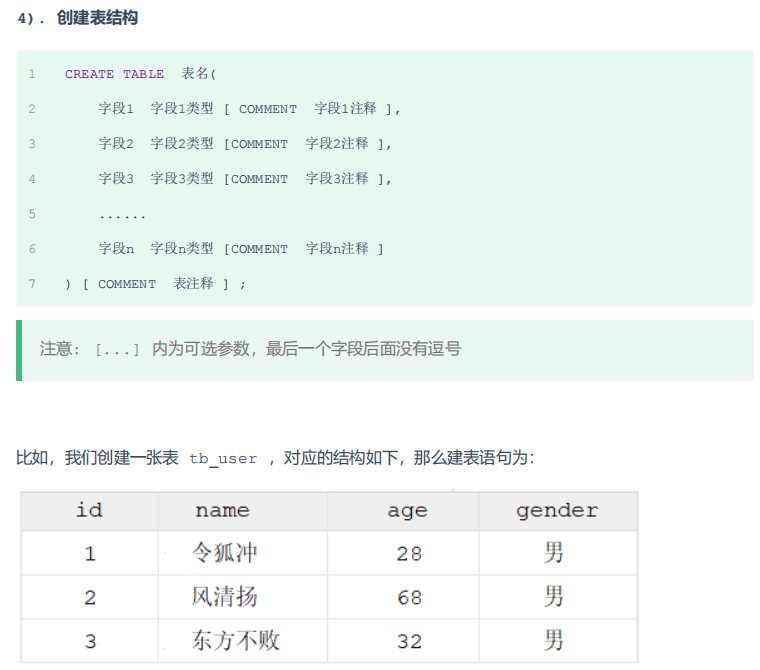 4). 创建表结构
1 CREATE TABLE 表名(
2 字段1 字段1类型 [ COMMENT 字段1注释 ],
3 字段2 字段2类型 [COMMENT 字段2注释 ],
4 字段3 字段3类型 [COMMENT 字段3注释 ],
5 ......
6 字段n 字段n类型 [COMMENT 字段n注释 ]
7 ) [ COMMENT 表注释 ] ;
注意: [...] 内为可选参数，最后一个字段后面没有逗号
比如，我们创建一张表 tb_user ，对应的结构如下，那么建表语句为：
id name age gender
1 令狐冲 28 男
2 风清扬 68 男
3 东方不败 32 男